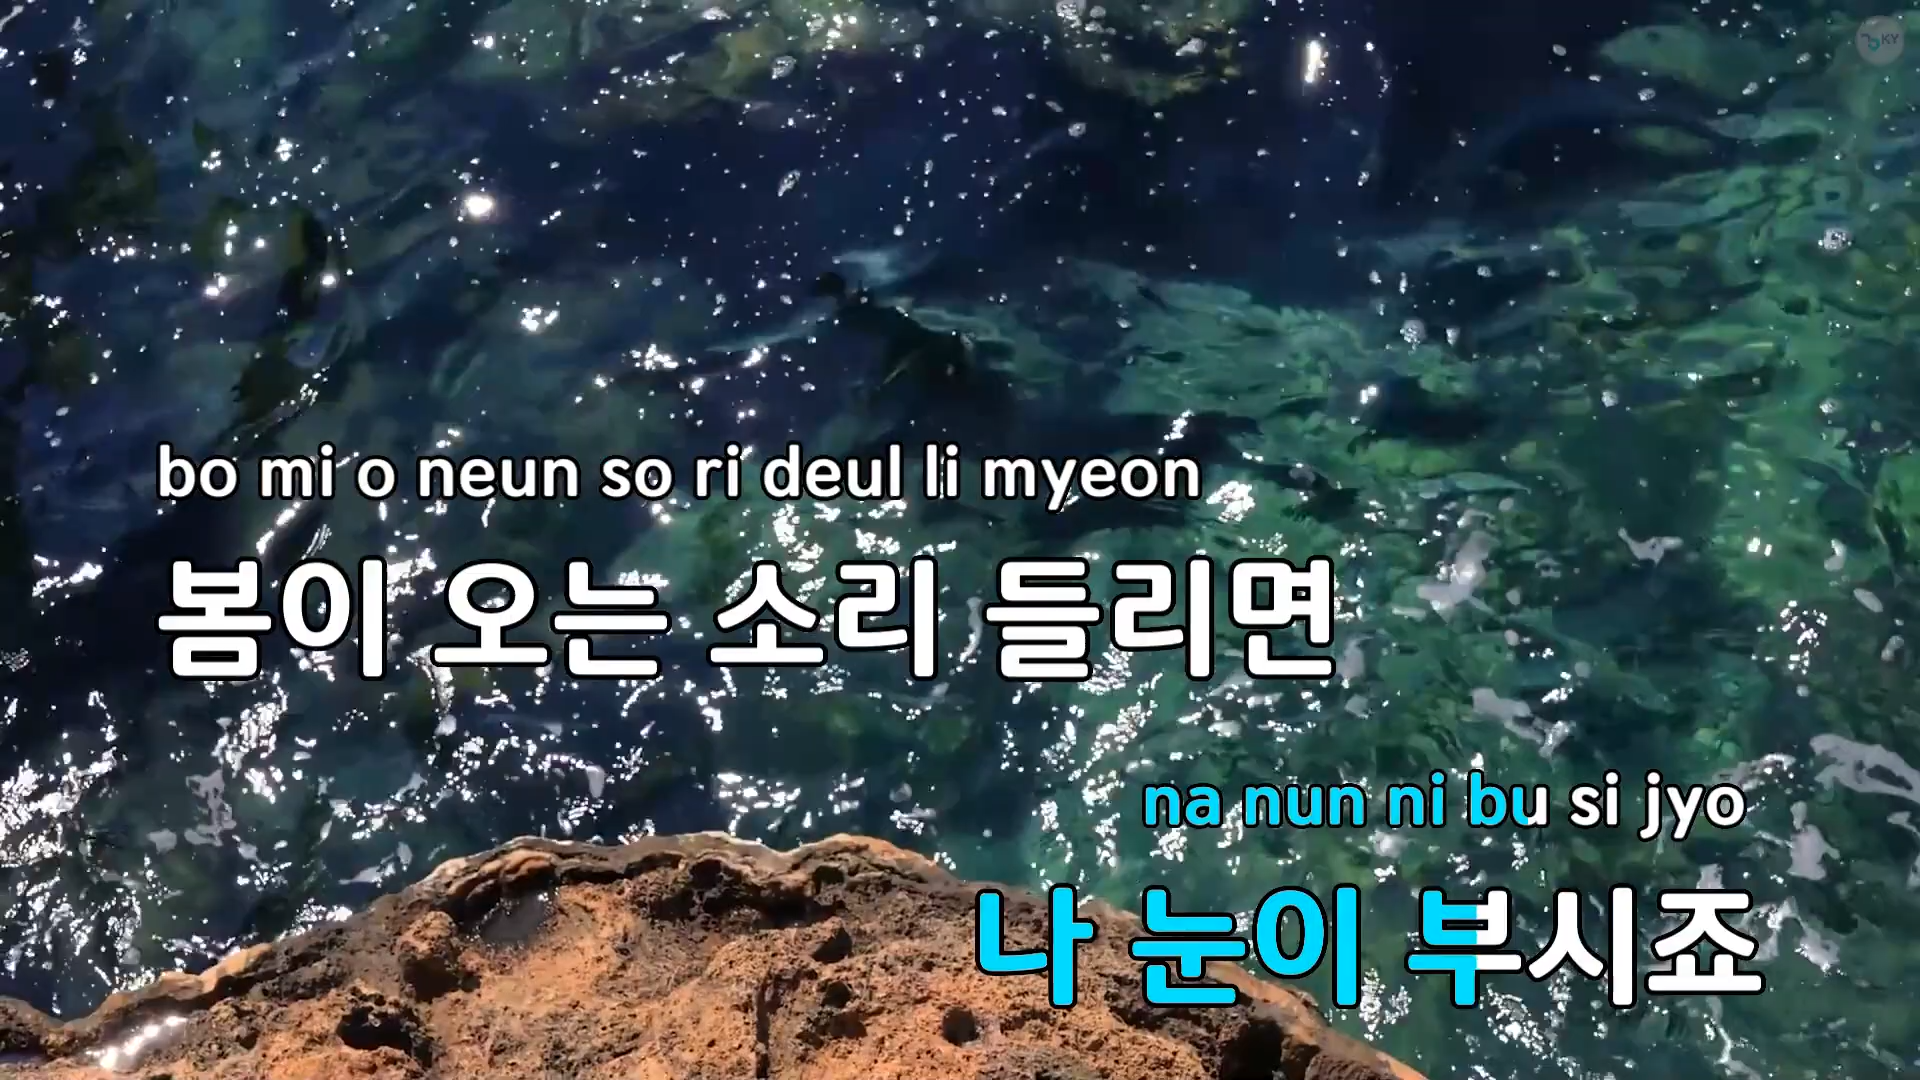 KY
bo mi o neun so ri deul li myeon
봄이 오는 소리 들리면
na nun ni bu si jyo
나 눈이 부시죠